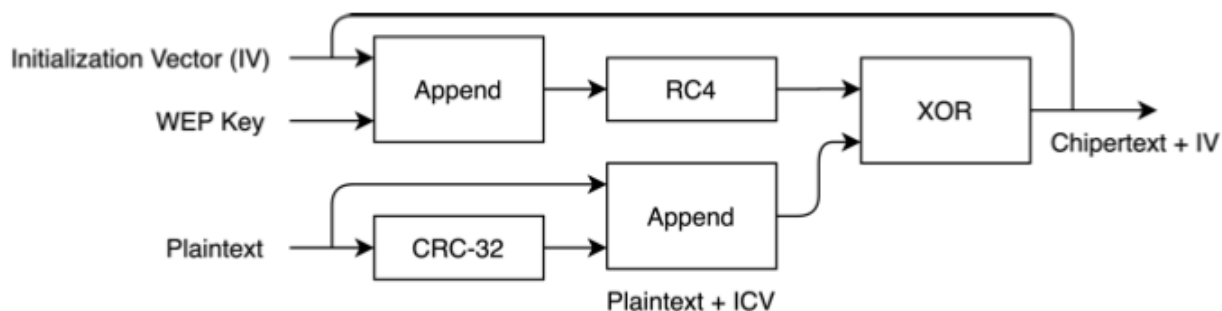 Initialization Vector (IV)
Append
RC4
XOR
WEP Key
Chipertext + IV
Append
Plaintext
CRC-32
Plaintext + ICV